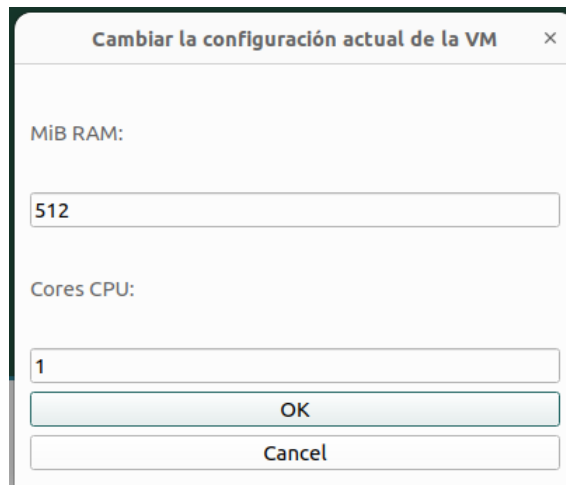 Cambiar la configuración actual de la VM ×
MiB RAM:
512
Cores CPU:
1
OK
Cancel